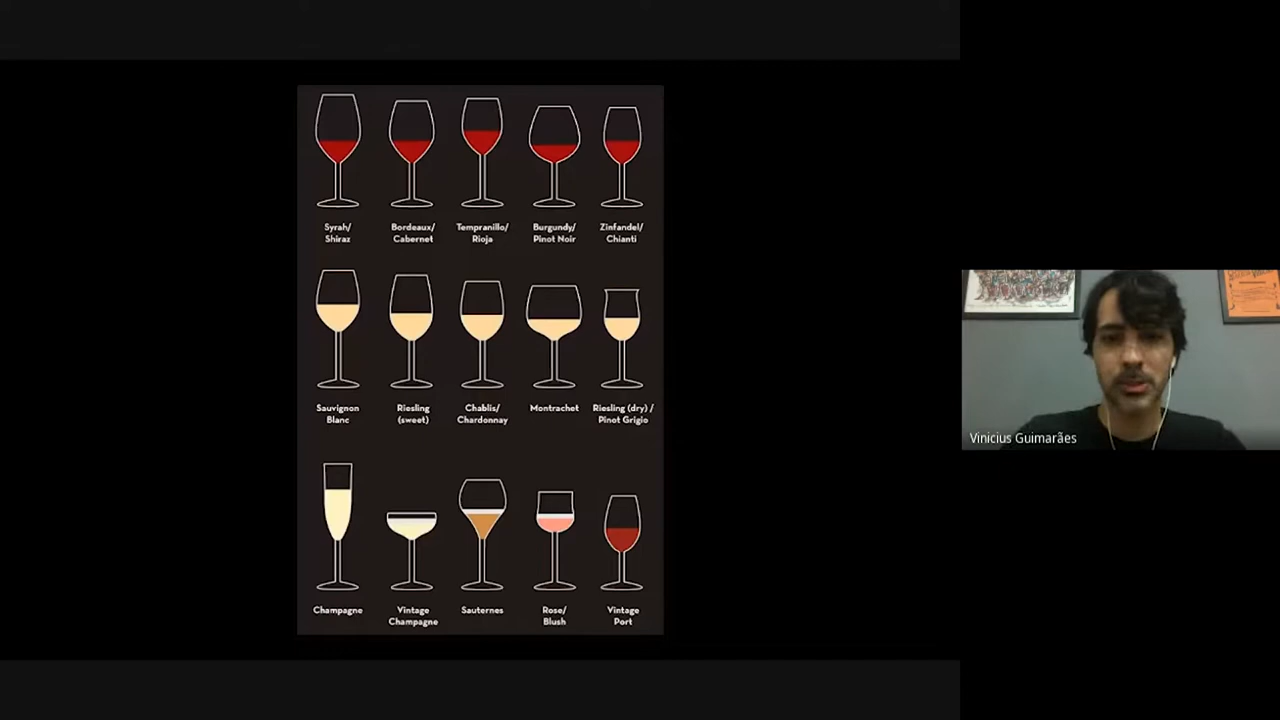 Syrah/
Shiraz
Bordeaux/
Cabernet
Tempranillo/
Rioja
Burgundy/
Pinot Noir
Zinfandel/
Chianti
Sauvignon
Blanc
Riesling
(sweet)
Chablis/
Chardonnay
Montrachet
Riesling (dry) /
Pinot Grigio
Champagne
Vintage
Champagne
Sauternes
Rose/
Blush
Vintage
Port
Vinicius Guimarães